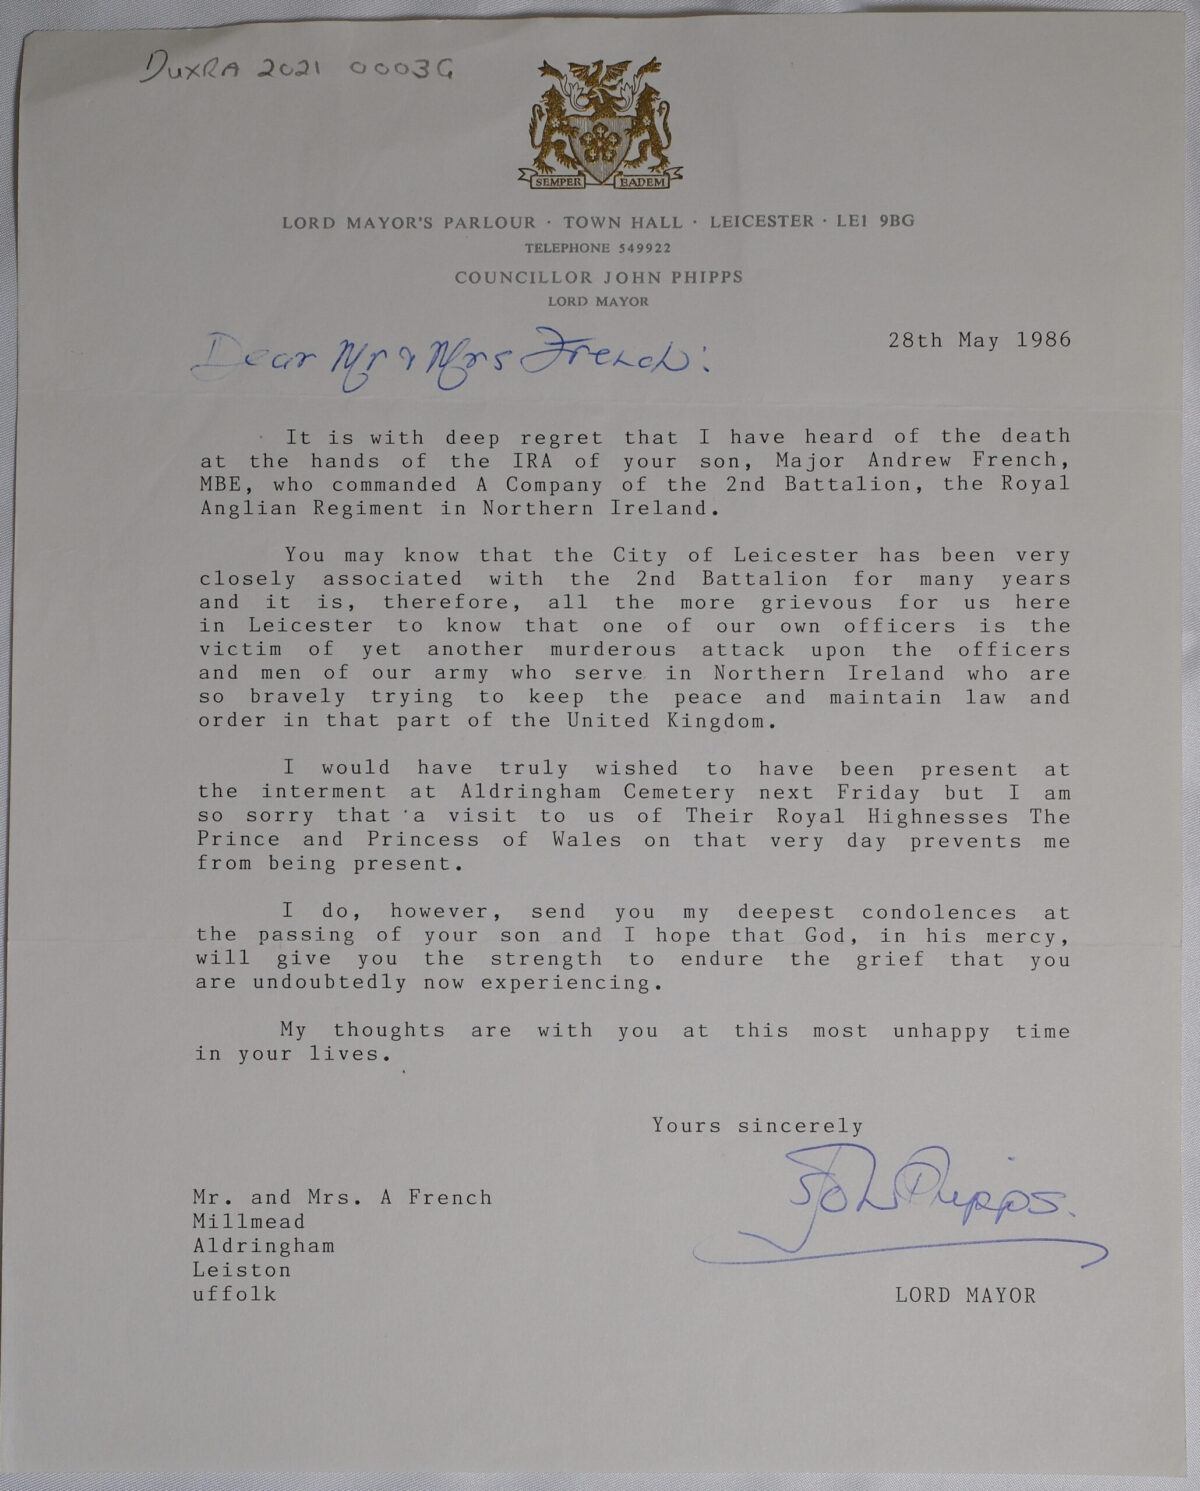 DuxRA 2021 0003G
SEMPER EADEM
LORD MAYOR'S PARLOUR · TOWN HALL · LEICESTER · LE1 9BG
TELEPHONE 549922
COUNCILLOR JOHN PHIPPS
LORD MAYOR
28th May 1986
Dear Mr & Mrs French:
It is with deep regret that I have heard of the death
at the hands of the IRA of your son, Major Andrew French,
MBE, who commanded A Company of the 2nd Battalion, the Royal
Anglian Regiment in Northern Ireland.
You may know that the City of Leicester has been very
closely associated with the 2nd Battalion for many years
and it is, therefore, all the more grievous for us here
in Leicester to know that one of our own officers is the
victim of yet another murderous attack upon the officers
and men of our army who serve in Northern Ireland who are
so bravely trying to keep the peace and maintain law and
order in that part of the United Kingdom.
I would have truly wished to have been present at
the interment at Aldringham Cemetery next Friday but I am
so sorry that a visit to us of Their Royal Highnesses The
Prince and Princess of Wales on that very day prevents me
from being present.
I do, however, send you my deepest condolences at
the passing of your son and I hope that God, in his mercy,
will give you the strength to endure the grief that you
are undoubtedly now experiencing.
My thoughts are with you at this most unhappy time
in your lives.
Yours sincerely
John Phipps.
Mr. and Mrs. A French
Millmead
Aldringham
Leiston
uffolk
LORD MAYOR